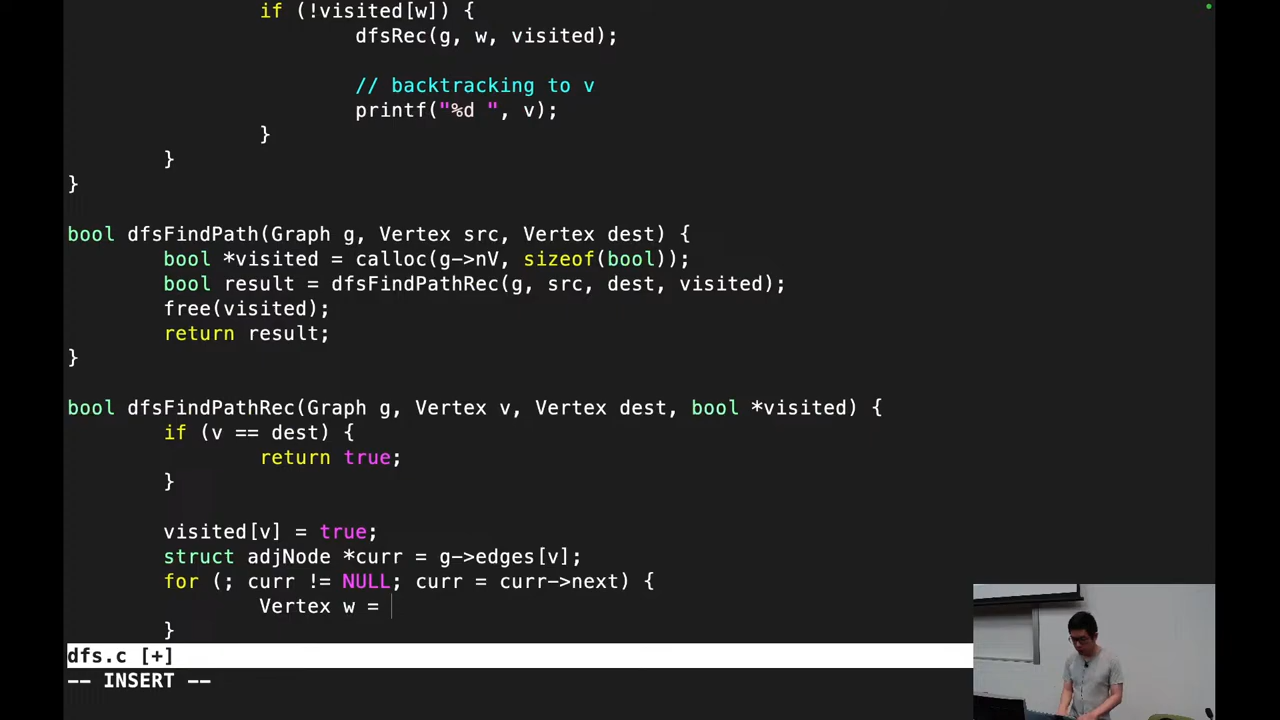 if (!visited[w]) {
dfsRec(g, w, visited);
// backtracking to v
printf("%d ", v);
}
}
}
bool dfsFindPath(Graph g, Vertex src, Vertex dest) {
bool *visited = calloc(g->nV, sizeof(bool));
bool result = dfsFindPathRec(g, src, dest, visited);
free(visited);
return result;
}
bool dfsFindPathRec(Graph g, Vertex v, Vertex dest, bool *visited) {
if (v == dest) {
return true;
}
visited[v] = true;
struct adjNode *curr = g->edges[v];
for (; curr != NULL; curr = curr->next) {
Vertex w =
}
dfs.c [+]
-- INSERT --